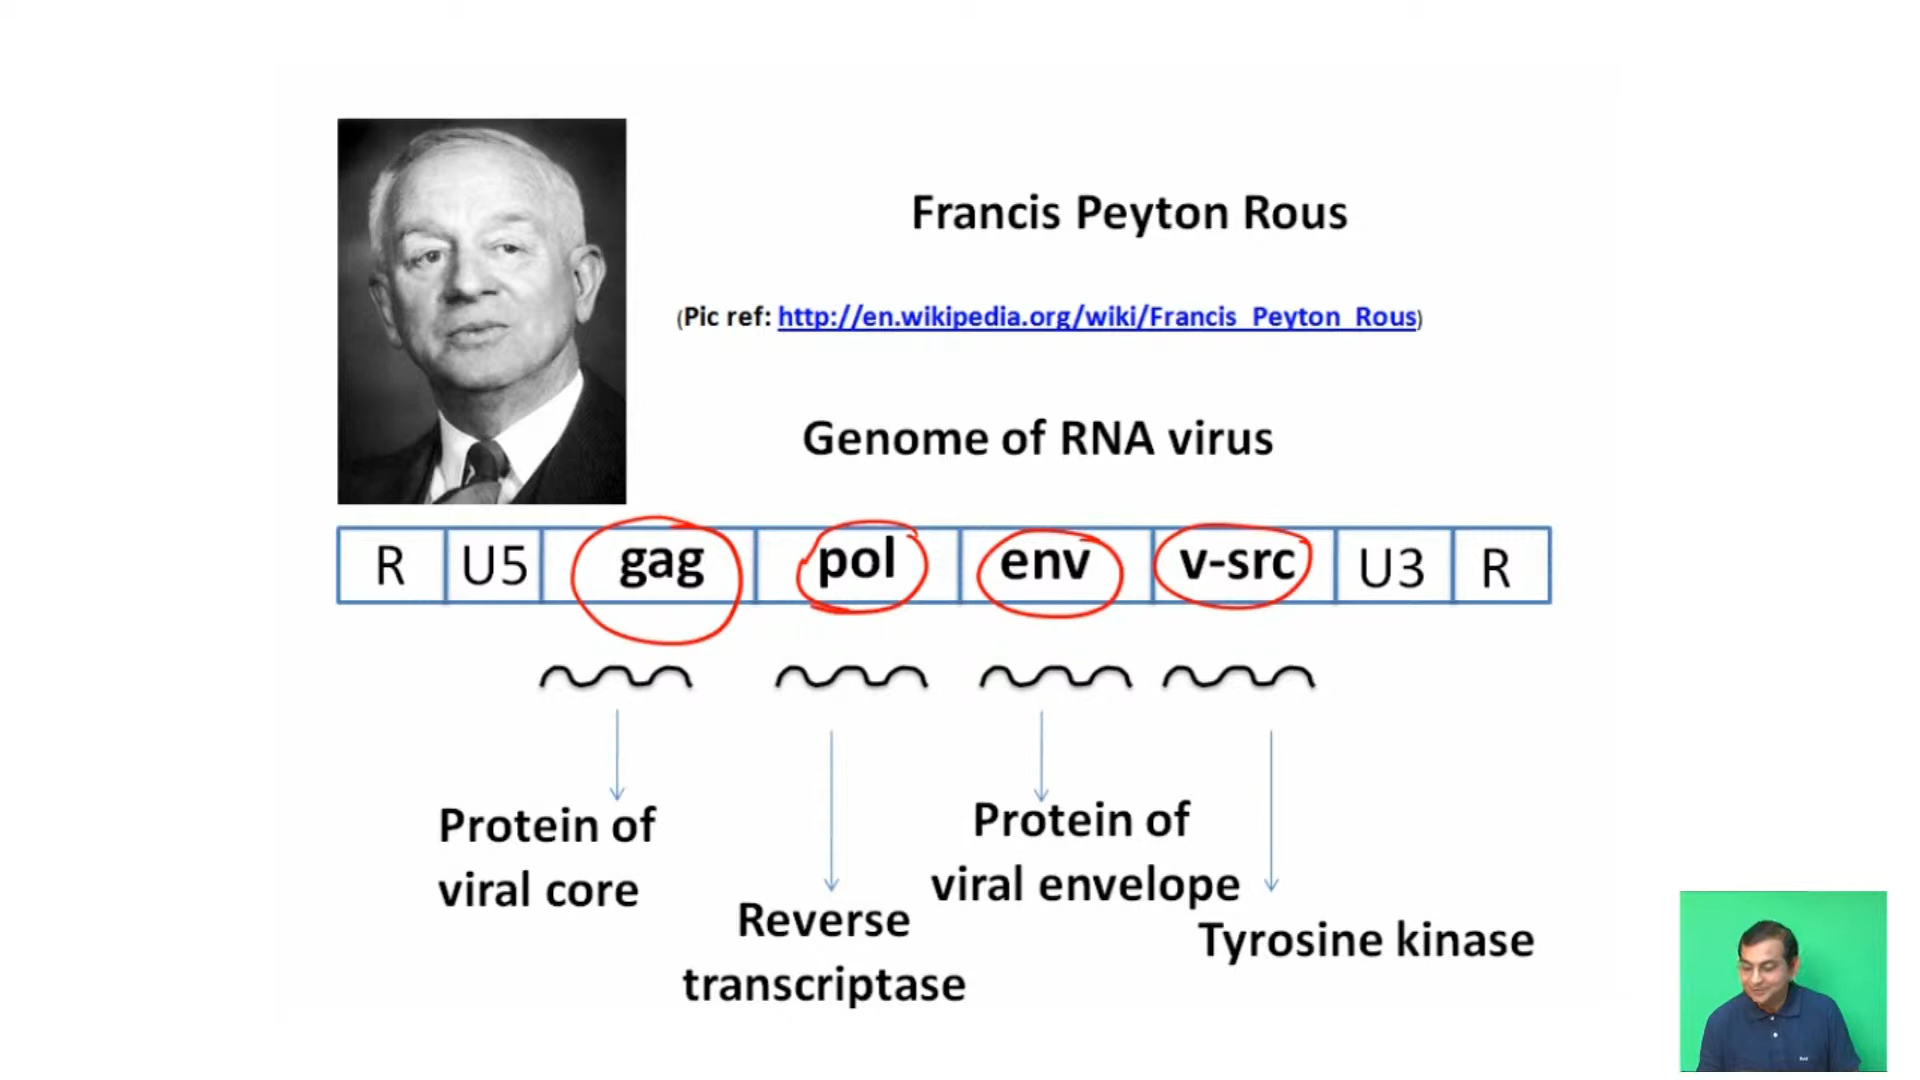 Francis Peyton Rous
(Pic ref: http://en.wikipedia.org/wiki/Francis_Peyton_Rous)
Genome of RNA virus
R U5 gag pol env v-src U3 R
Protein of
viral core
Reverse
transcriptase
Protein of
viral envelope
Tyrosine kinase